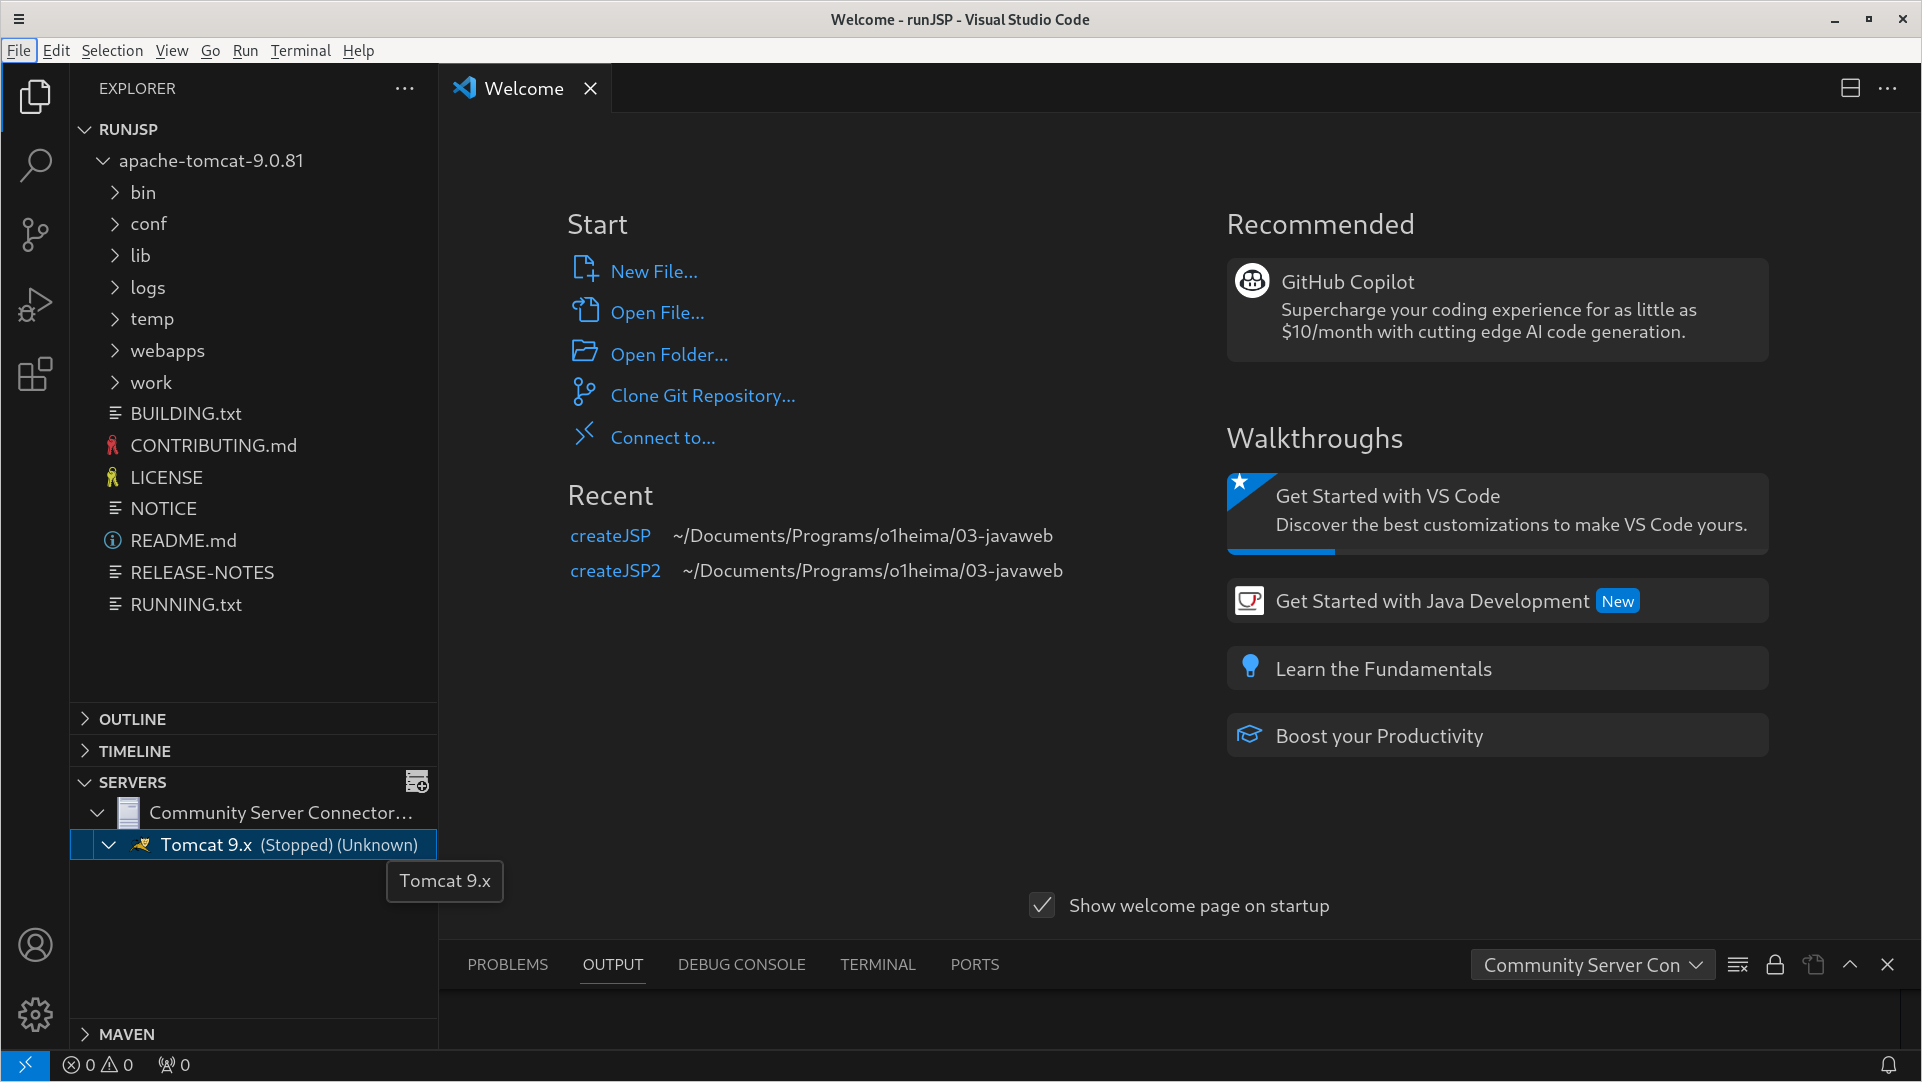 Welcome - runJSP - Visual Studio Code
File Edit Selection View Go Run Terminal Help
EXPLORER
RUNJSP
apache-tomcat-9.0.81
bin
conf
lib
logs
temp
webapps
work
BUILDING.txt
CONTRIBUTING.md
LICENSE
NOTICE
README.md
RELEASE-NOTES
RUNNING.txt
OUTLINE
TIMELINE
SERVERS
Community Server Connector...
Tomcat 9.x (Stopped) (Unknown)
Tomcat 9.x
MAVEN
Welcome
Start
New File...
Open File...
Open Folder...
Clone Git Repository...
Connect to...
Recent
createJSP ~/Documents/Programs/o1heima/03-javaweb
createJSP2 ~/Documents/Programs/o1heima/03-javaweb
Recommended
GitHub Copilot
Supercharge your coding experience for as little as
$10/month with cutting edge AI code generation.
Walkthroughs
Get Started with VS Code
Discover the best customizations to make VS Code yours.
Get Started with Java Development New
Learn the Fundamentals
Boost your Productivity
Show welcome page on startup
PROBLEMS OUTPUT DEBUG CONSOLE TERMINAL PORTS
Community Server Con
0 0 0